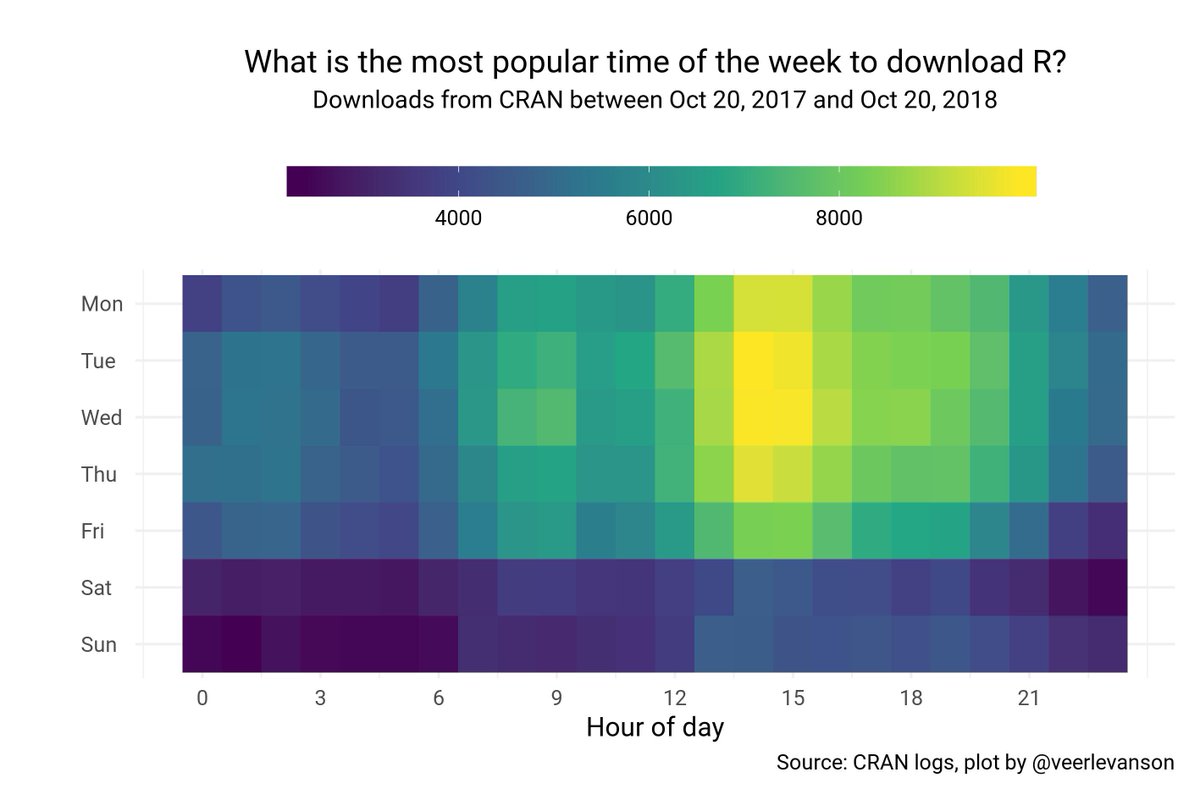 What is the most popular time of the week to download R?
Downloads from CRAN between Oct 20, 2017 and Oct 20, 2018
4000 6000 8000
Mon
Tue
Wed
Thu
Fri
Sat
Sun
0 3 6 9 12 15 18 21
Hour of day
Source: CRAN logs, plot by @veerlevanson